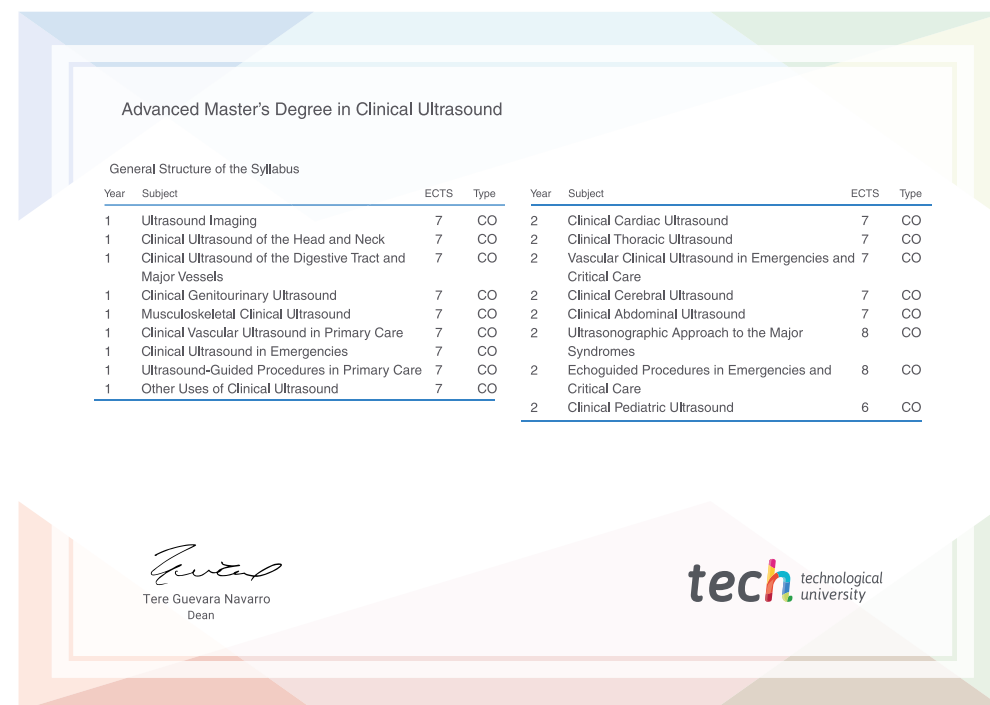 Advanced Master's Degree in Clinical Ultrasound
General Structure of the Syllabus
Year Subject ECTS Type
1 Ultrasound Imaging 7 CO
1 Clinical Ultrasound of the Head and Neck 7 CO
1 Clinical Ultrasound of the Digestive Tract and 7 CO
Major Vessels
1 Clinical Genitourinary Ultrasound 7 CO
1 Musculoskeletal Clinical Ultrasound 7 CO
1 Clinical Vascular Ultrasound in Primary Care 7 CO
1 Clinical Ultrasound in Emergencies 7 CO
1 Ultrasound-Guided Procedures in Primary Care 7 CO
1 Other Uses of Clinical Ultrasound 7 CO
Year Subject ECTS Type
2 Clinical Cardiac Ultrasound 7 CO
2 Clinical Thoracic Ultrasound 7 CO
2 Vascular Clinical Ultrasound in Emergencies and 7 CO
Critical Care
2 Clinical Cerebral Ultrasound 7 CO
2 Clinical Abdominal Ultrasound 7 CO
2 Ultrasonographic Approach to the Major 8 CO
Syndromes
2 Echoguided Procedures in Emergencies and 8 CO
Critical Care
2 Clinical Pediatric Ultrasound 6 CO
Tere Guevara Navarro
Dean
tech technological
university